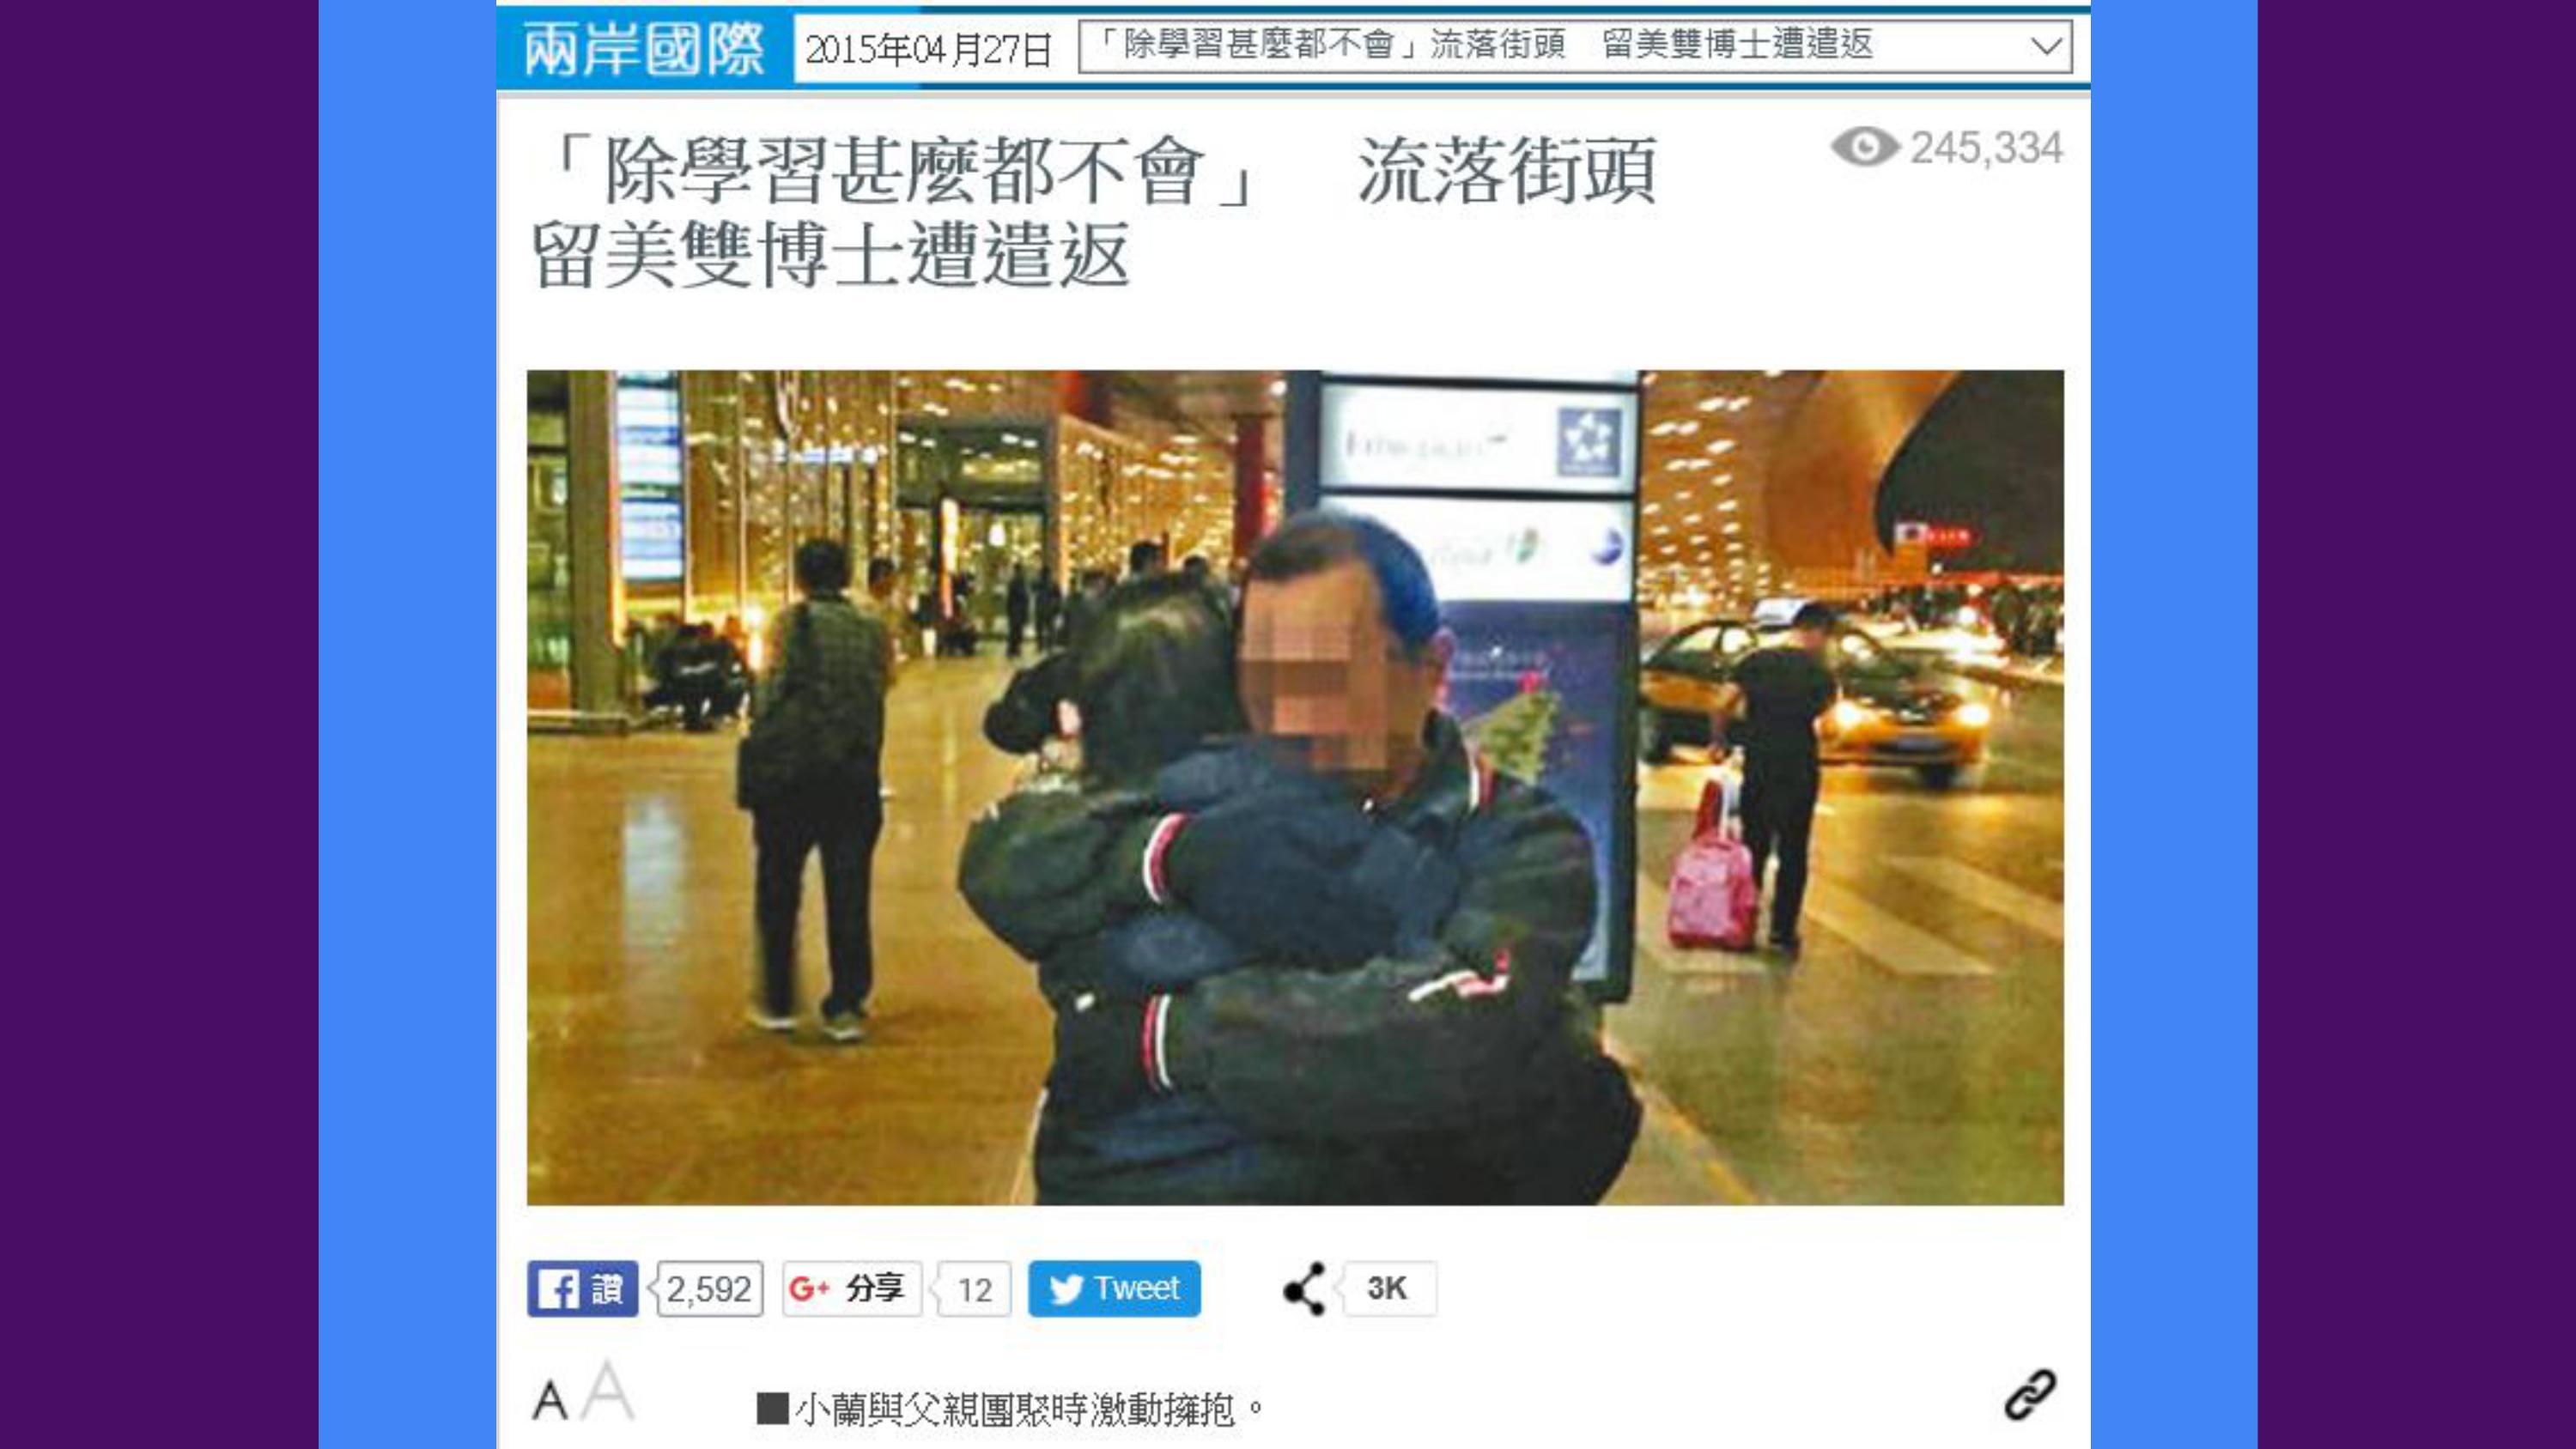 兩岸國際
2015年04月27日
「除學習甚麼都不會」流落街頭　留美雙博士遭遣返
「除學習甚麼都不會」　流落街頭
245,334
留美雙博士遭遣返
讚
2,592
G+ 分享
12
Tweet
3K
A A
■小蘭與父親團聚時激動擁抱。